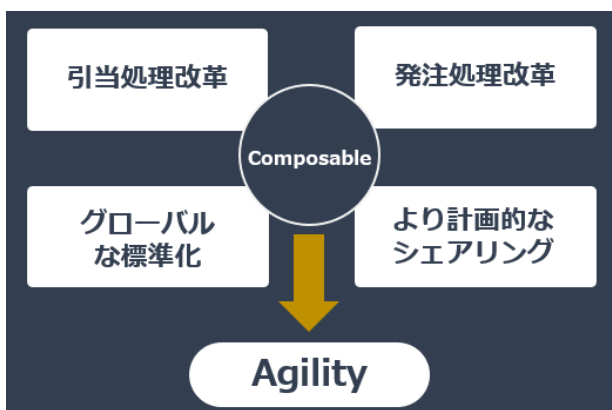 引当処理改革
発注処理改革
Composable
グローバル
な標準化
より計画的な
シェアリング
Agility